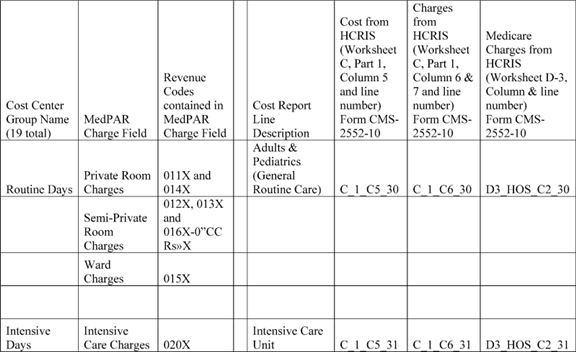 Cost Center
Group Name
(19 total)
MedPAR
Charge Field
Revenue
Codes
contained in
MedPAR
Charge Field
Cost Report
Line
Description
Cost from
HCRIS
(Worksheet
C, Part 1,
Column 5
and line
number)
Form CMS-
2552-10
Charges
from
HCRIS
(Worksheet
C, Part 1,
Column 6 &
7 and line
number)
Form CMS-
2552-10
Medicare
Charges from
HCRIS
(Worksheet D-3,
Column & line
number)
Form CMS-
2552-10
Routine Days
Private Room
Charges
011X and
014X
Adults &
Pediatrics
(General
Routine Care)
C_1_C5_30
C_1_C6_30
D3_HOS_C2_30
Semi-Private
Room
Charges
012X, 013X
and
016X-0”CC
Rs»X
Ward
Charges
015X
Intensive
Days
Intensive
Care Charges
020X
Intensive Care
Unit
C_1_C5_31
C_1_C6_31
D3_HOS_C2_31